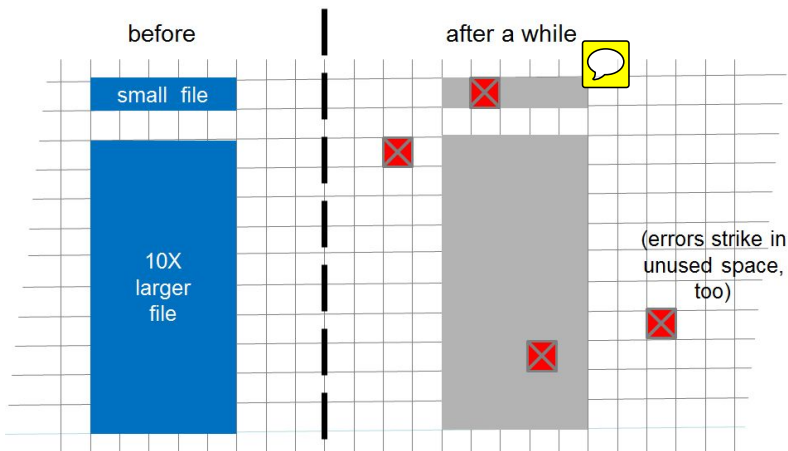 before
after a while
small file
10X
larger
file
(errors strike in
unused space,
too)